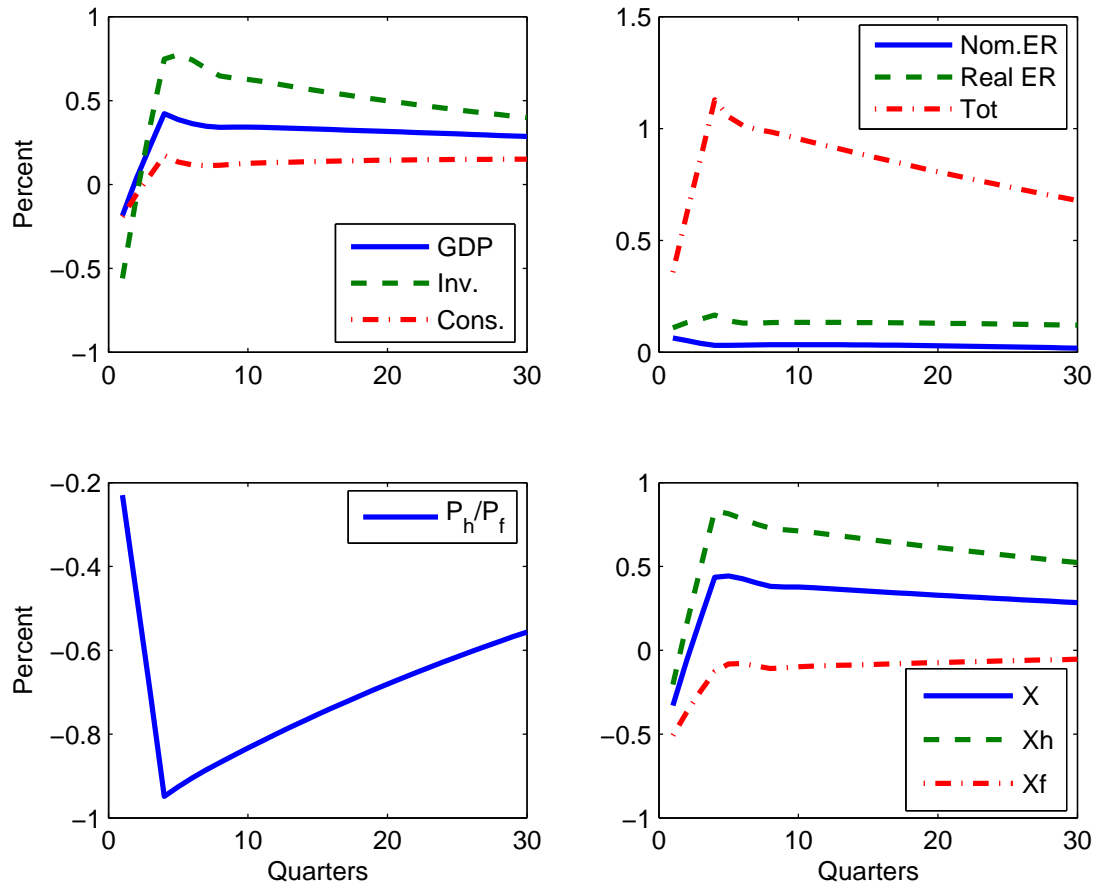 1
0.5
0
−0.5
−1
Percent
0
10
20
30
GDP
Inv.
Cons.
1.5
1
0.5
0
0
10
20
30
Nom.ER
Real ER
Tot
−0.2
−0.4
−0.6
−0.8
−1
Percent
0
10
20
30
Quarters
P_h/P_f
1
0.5
0
−0.5
−1
0
10
20
30
Quarters
X
Xh
Xf